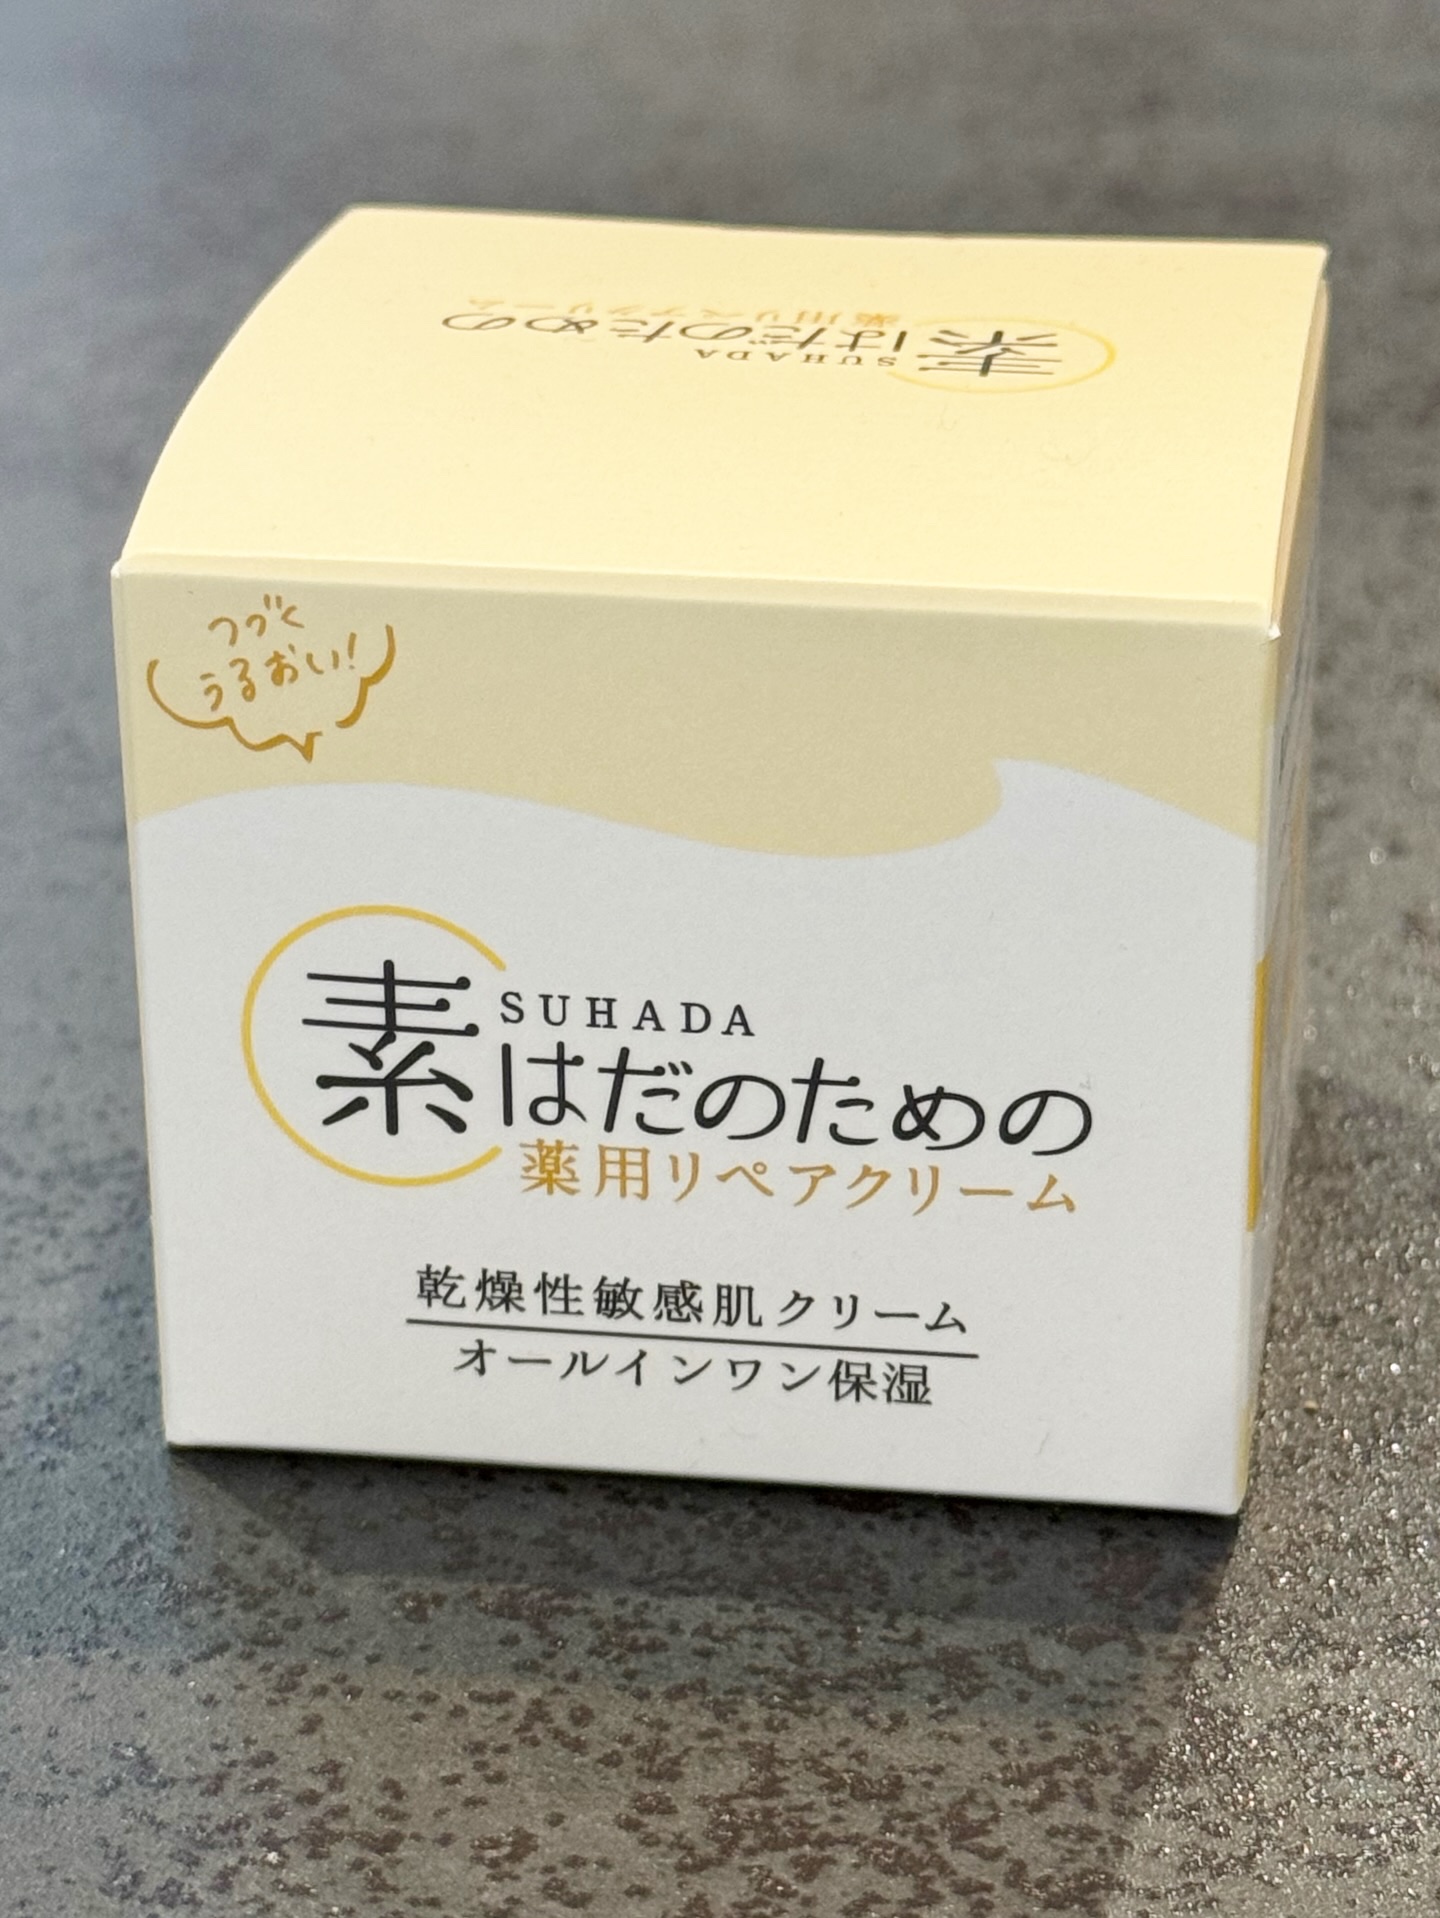 素はだのための
SUHADA
薬用リペアクリーム
つづく
うるおい!
SUHADA
素はだのための
薬用リペアクリーム
乾燥性敏感肌クリーム
オールインワン保湿